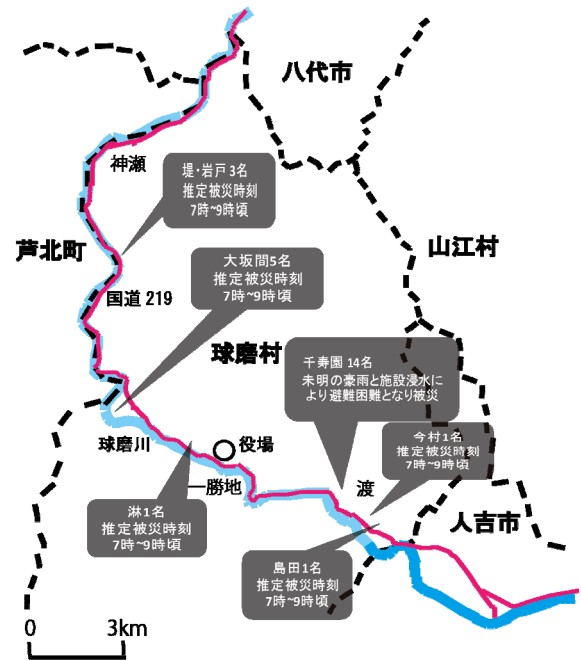 八代市
神瀬
堤・岩戸3名
推定被災時刻
7時~9時頃
芦北町
山江村
大坂間5名
推定被災時刻
7時~9時頃
国道 219
球磨村
千寿園 14名
未明の豪雨と施設浸水に
より避難困難となり被災
今村1名
推定被災時刻
7時~9時頃
球磨川
役場
一勝地
渡
淋1名
推定被災時刻
7時~9時頃
人吉市
島田1名
推定被災時刻
7時~9時頃
0 3km